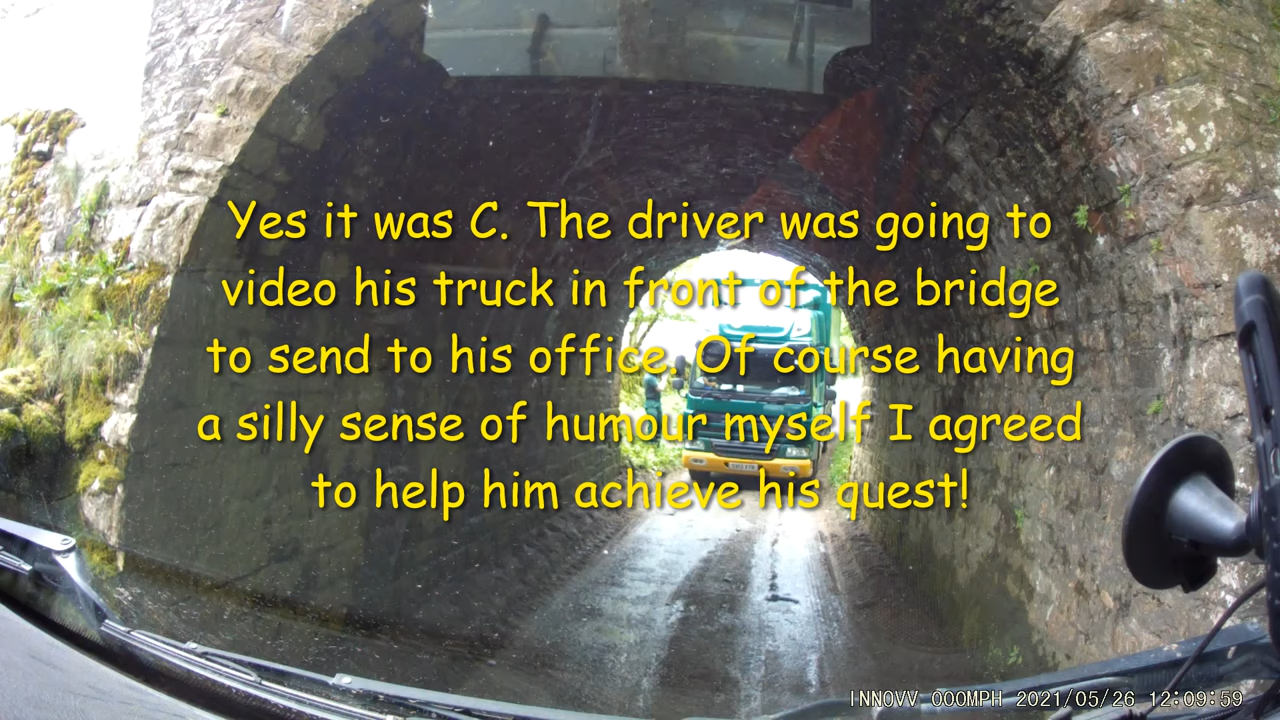 Yes it was C. The driver was going to
video his truck in front of the bridge
to send to his office. Of course having
a silly sense of humour myself I agreed
to help him achieve his quest!
INNOVV 000MPH 2021/05/26 12:09:59